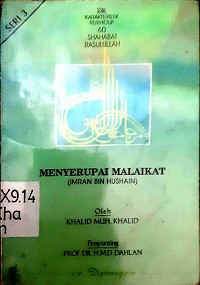 SERI 3
KARAKTERISTIK
PERIHIDUP
60
SHAHABAT
RASULULLAH
MENYERUPAI MALAIKAT
(IMRAN BIN HUSHAIN)
X9.14
Kha
Oleh
KHALID MUH. KHALID
Penyunting
PROF. DR. H.M.D. DAHLAN
Diponegoro